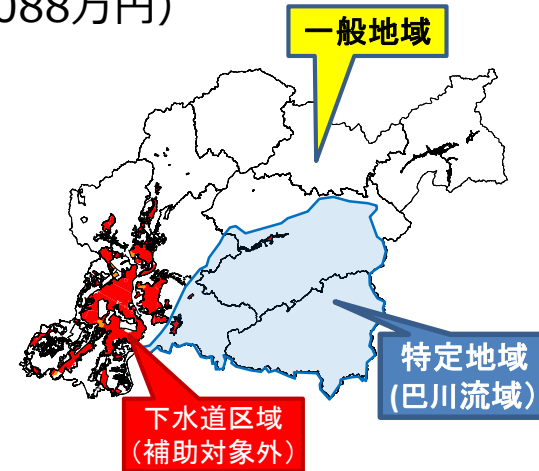 088万円）
一般地域
特定地域
(巴川流域）
下水道区域
（補助対象外）